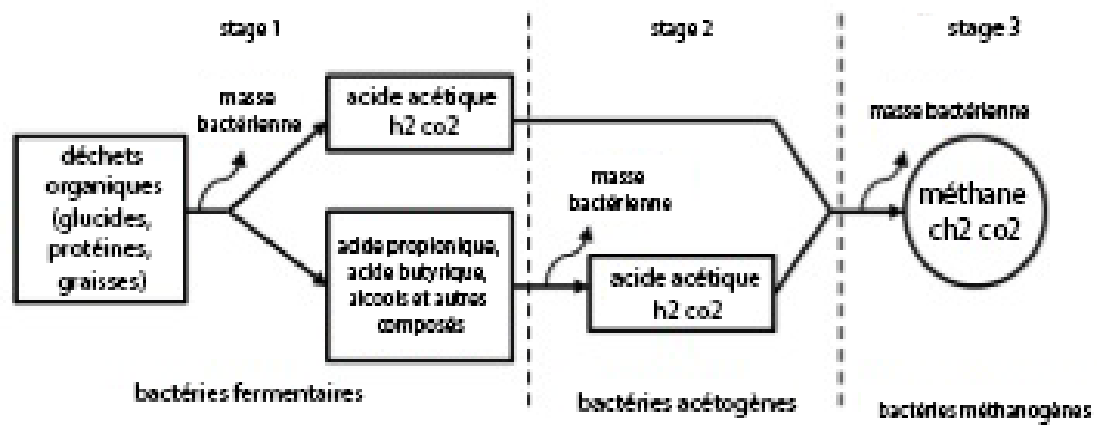 stage 1
stage 2
stage 3
déchets
organiques
(glucides,
protéines,
graisses)
masse
bactérienne
acide acétique
h2 co2
acide propionique,
acide butyrique,
alcools et autres
composés
masse
bactérienne
acide acétique
h2 co2
masse bactérienne
méthane
ch2 co2
bactéries fermentaires
bactéries acétogènes
bactéries méthanogènes